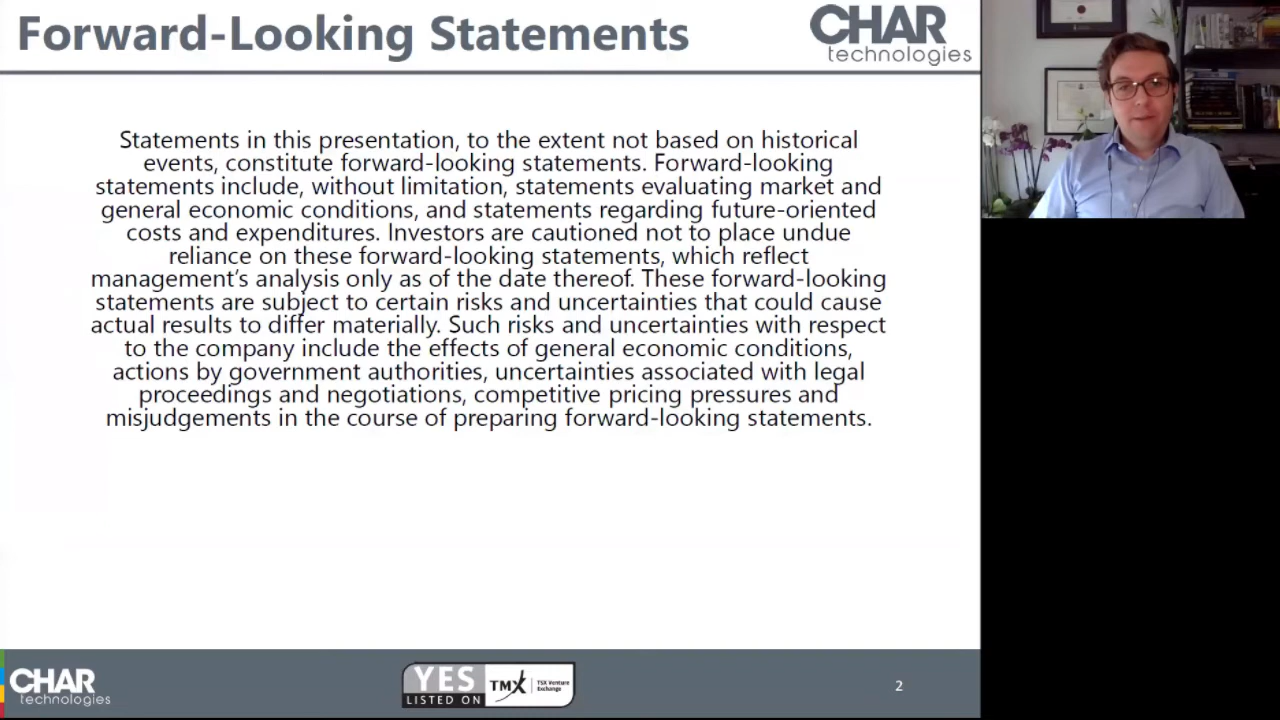 Forward-Looking Statements
CHAR
technologies
Statements in this presentation, to the extent not based on historical
events, constitute forward-looking statements. Forward-looking
statements include, without limitation, statements evaluating market and
general economic conditions, and statements regarding future-oriented
costs and expenditures. Investors are cautioned not to place undue
reliance on these forward-looking statements, which reflect
management’s analysis only as of the date thereof. These forward-looking
statements are subject to certain risks and uncertainties that could cause
actual results to differ materially. Such risks and uncertainties with respect
to the company include the effects of general economic conditions,
actions by government authorities, uncertainties associated with legal
proceedings and negotiations, competitive pricing pressures and
misjudgements in the course of preparing forward-looking statements.
CHAR
technologies
YES
LISTED ON
TMX
TSX Venture
Exchange
2